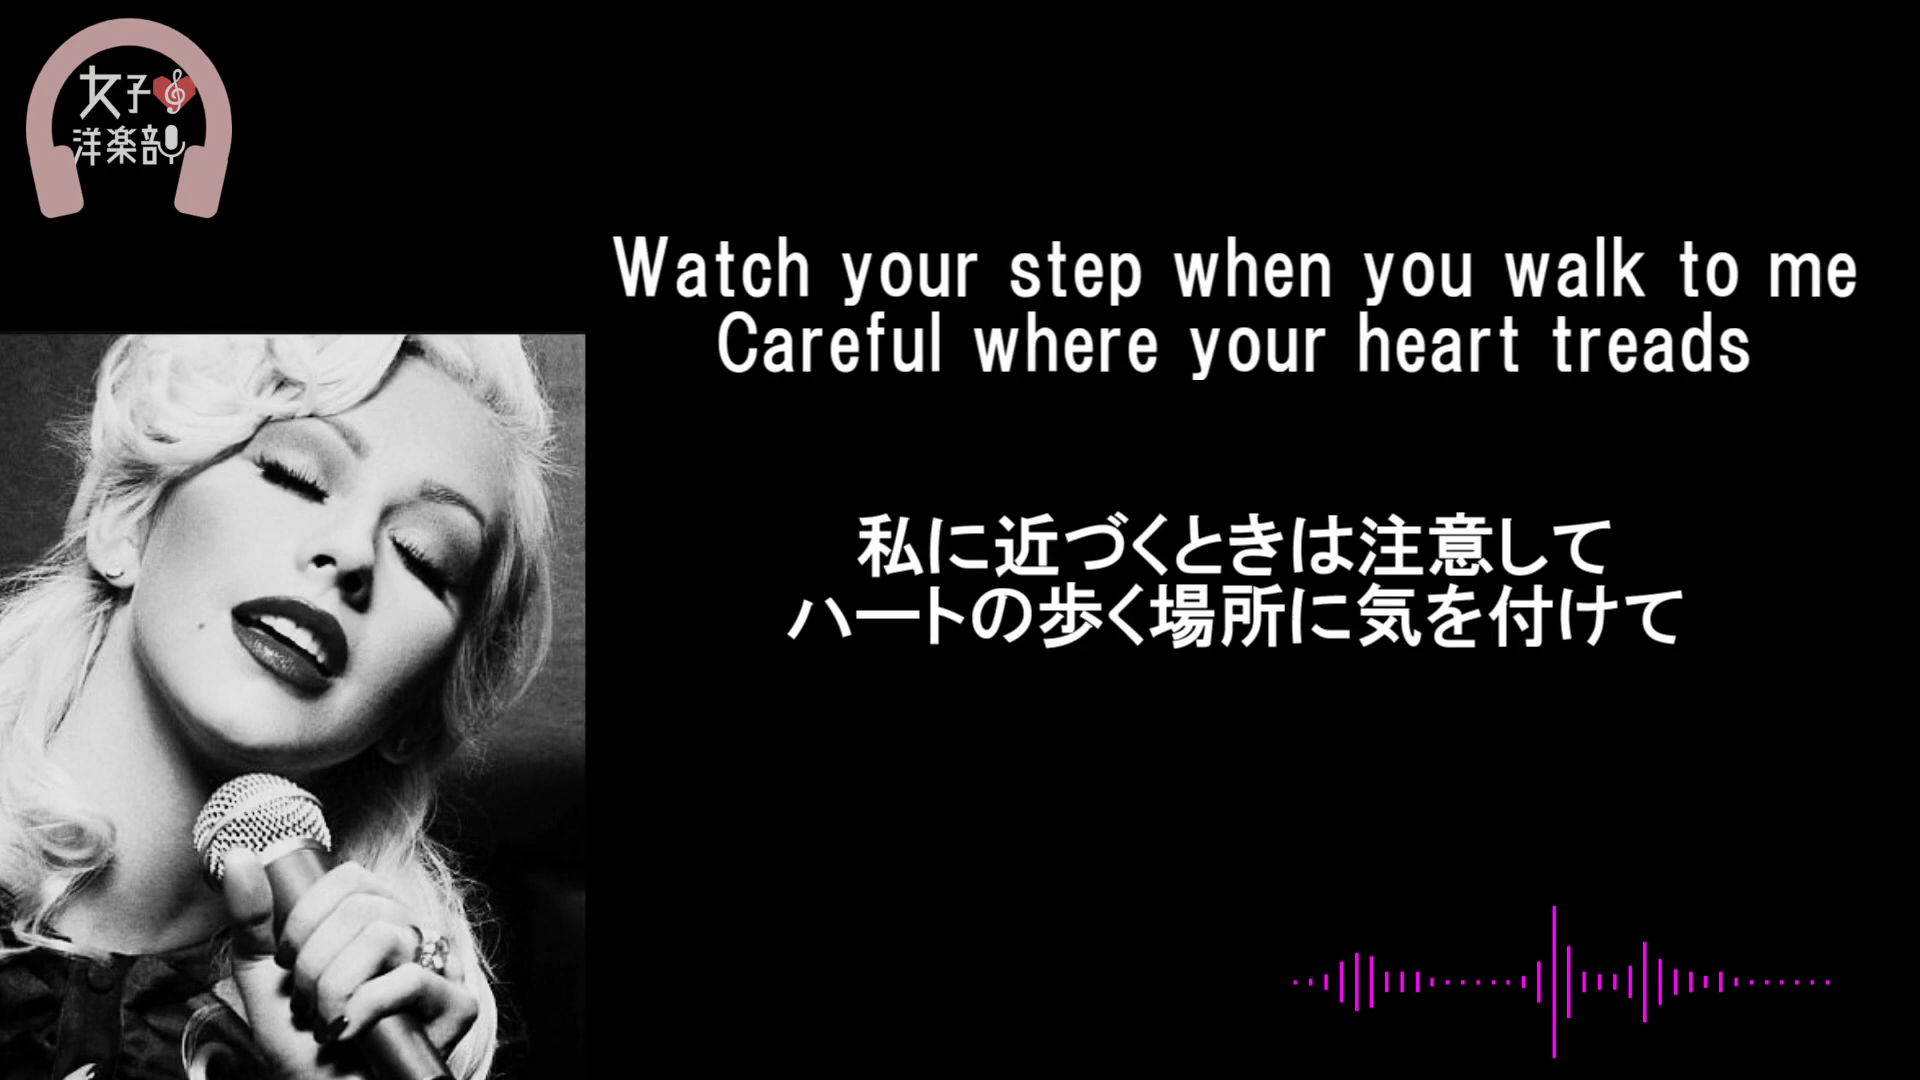 女子
洋楽部
Watch your step when you walk to me
Careful where your heart treads
私に近づくときは注意して
ハートの歩く場所に気を付けて